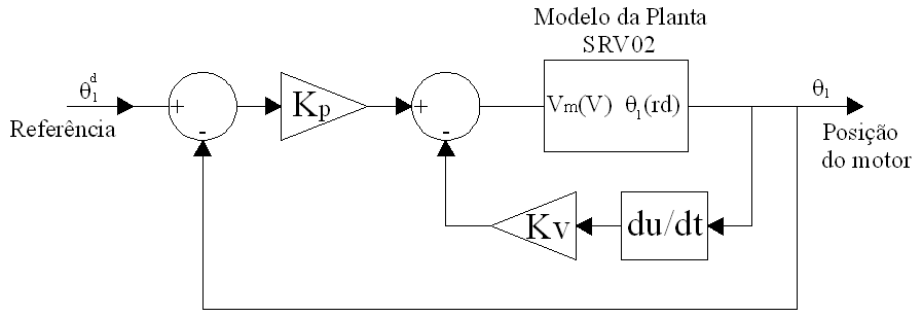 Modelo da Planta
SRV02
θ₁ᵈ
Referência
+
-
Kp
+
-
Vm(V) θ₁(rd)
θ₁
Posição
do motor
Kv
du/dt